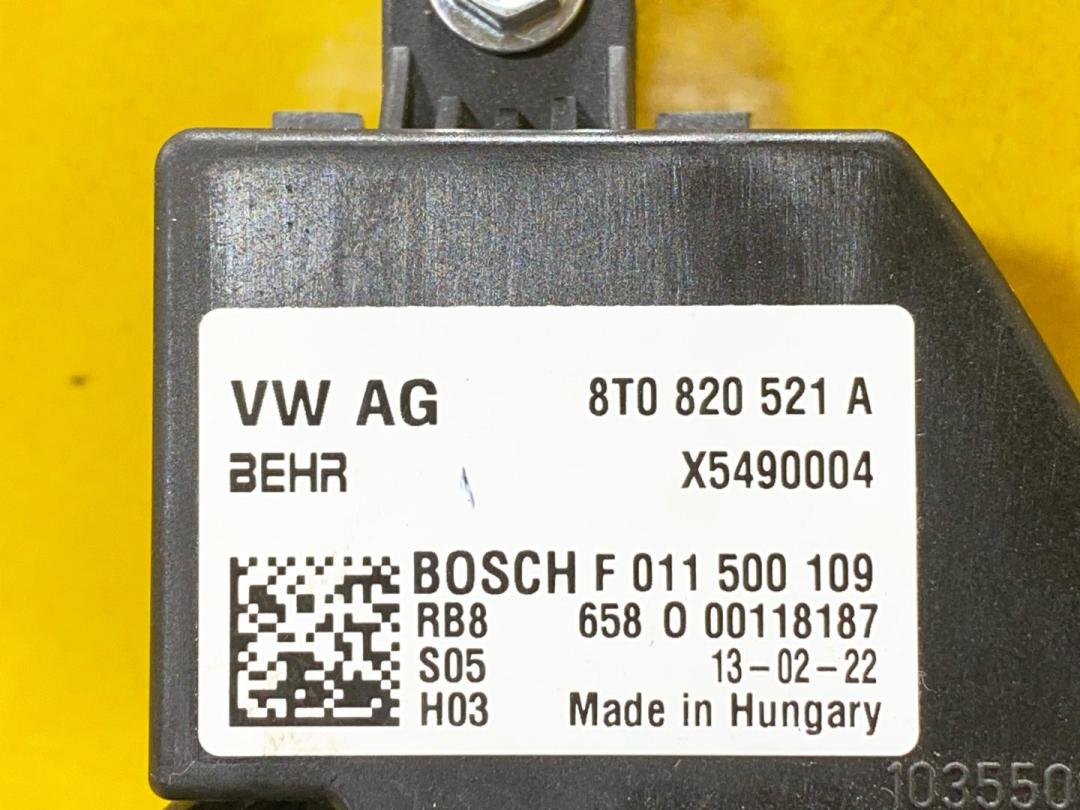 VW AG 8T0 820 521 A
BEHR X5490004
BOSCH F 011 500 109
RB8 658 O 00118187
S05 13-02-22
H03 Made in Hungary
103550